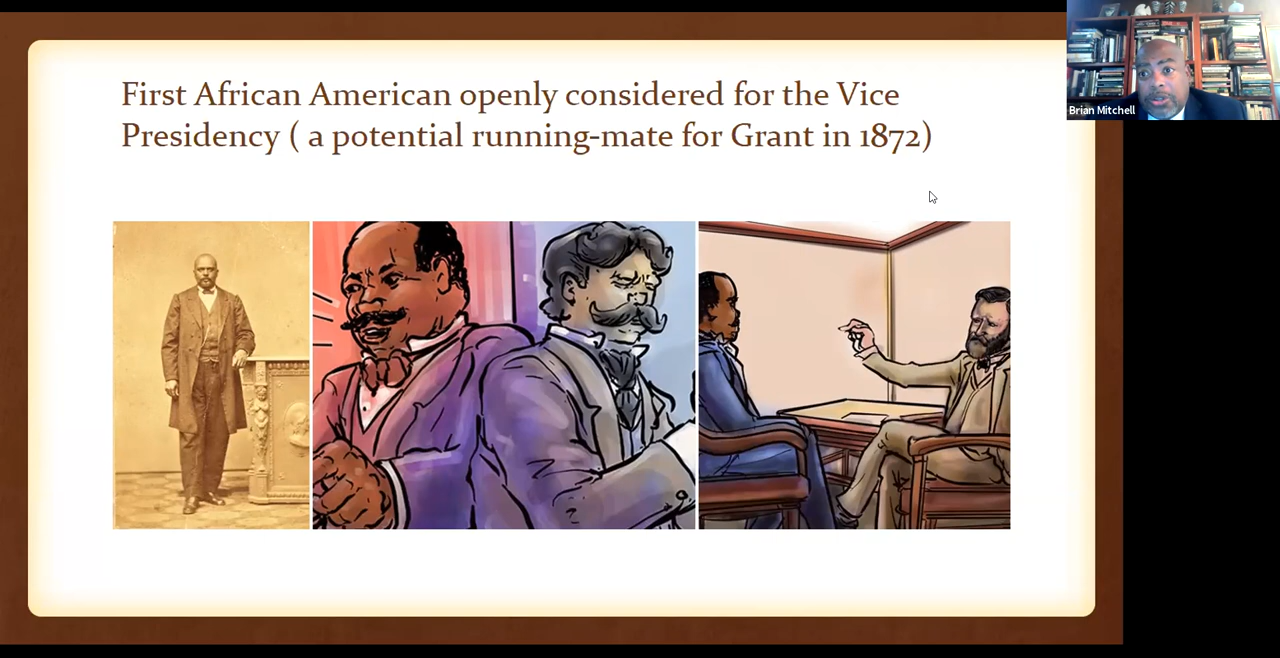 First African American openly considered for the Vice
Presidency ( a potential running-mate for Grant in 1872)
Brian Mitchell